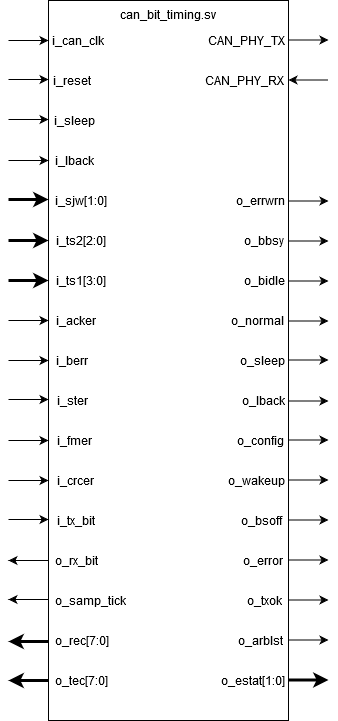 can_bit_timing.sv
i_can_clk
CAN_PHY_TX
i_reset
CAN_PHY_RX
i_sleep
i_lback
i_sjw[1:0]
o_errwrn
i_ts2[2:0]
o_bbsy
i_ts1[3:0]
o_bidle
i_acker
o_normal
i_berr
o_sleep
i_ster
o_lback
i_fmer
o_config
i_crcer
o_wakeup
i_tx_bit
o_bsoff
o_rx_bit
o_error
o_samp_tick
o_txok
o_rec[7:0]
o_arblst
o_tec[7:0]
o_estat[1:0]